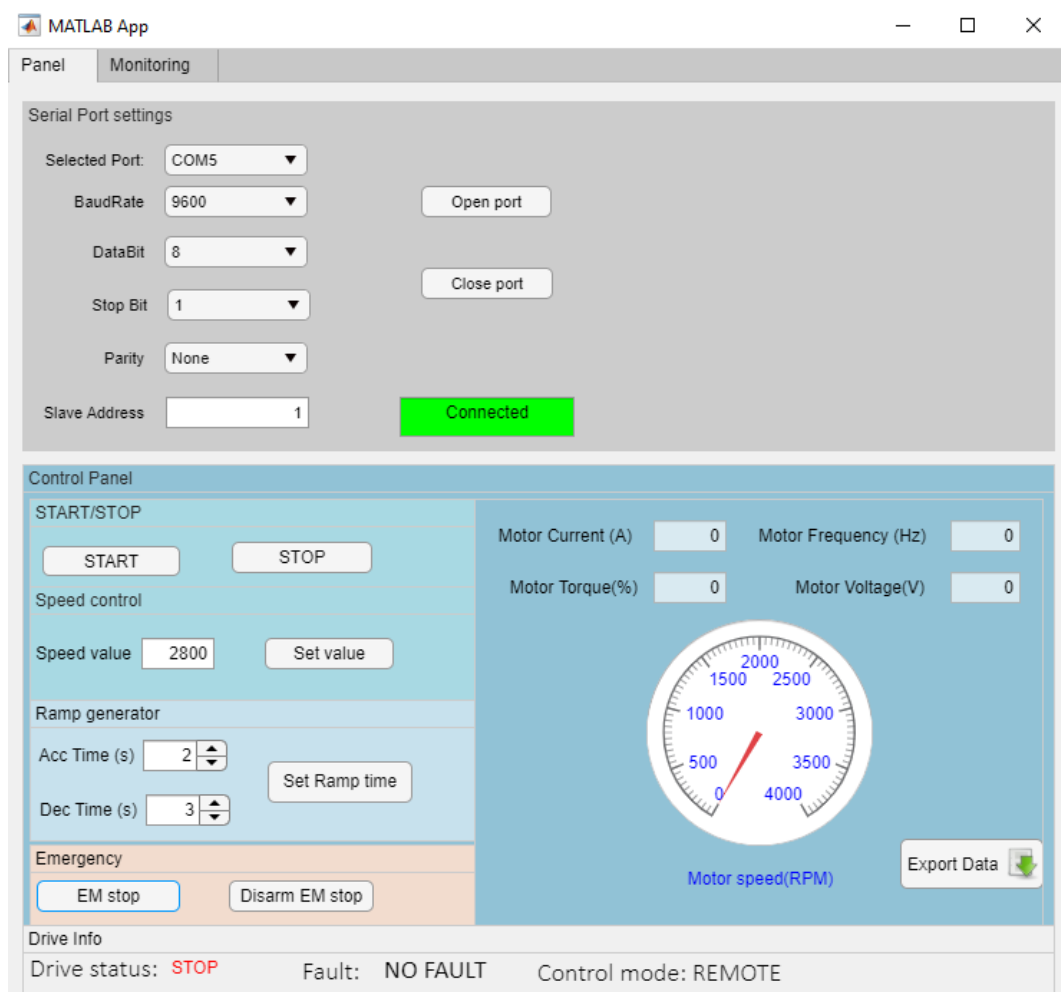 MATLAB App
Panel Monitoring
Serial Port settings
Selected Port: COM5
BaudRate 9600
Open port
DataBit 8
Close port
Stop Bit 1
Parity None
Slave Address 1
Connected
Control Panel
START/STOP
START STOP
Speed control
Speed value 2800 Set value
Ramp generator
Acc Time (s) 2
Set Ramp time
Dec Time (s) 3
Emergency
EM stop Disarm EM stop
Motor Current (A) 0 Motor Frequency (Hz) 0
Motor Torque(%) 0 Motor Voltage(V) 0
2000
1500 2500
1000 3000
500 3500
0 4000
Motor speed(RPM)
Export Data
Drive Info
Drive status: STOP Fault: NO FAULT Control mode: REMOTE